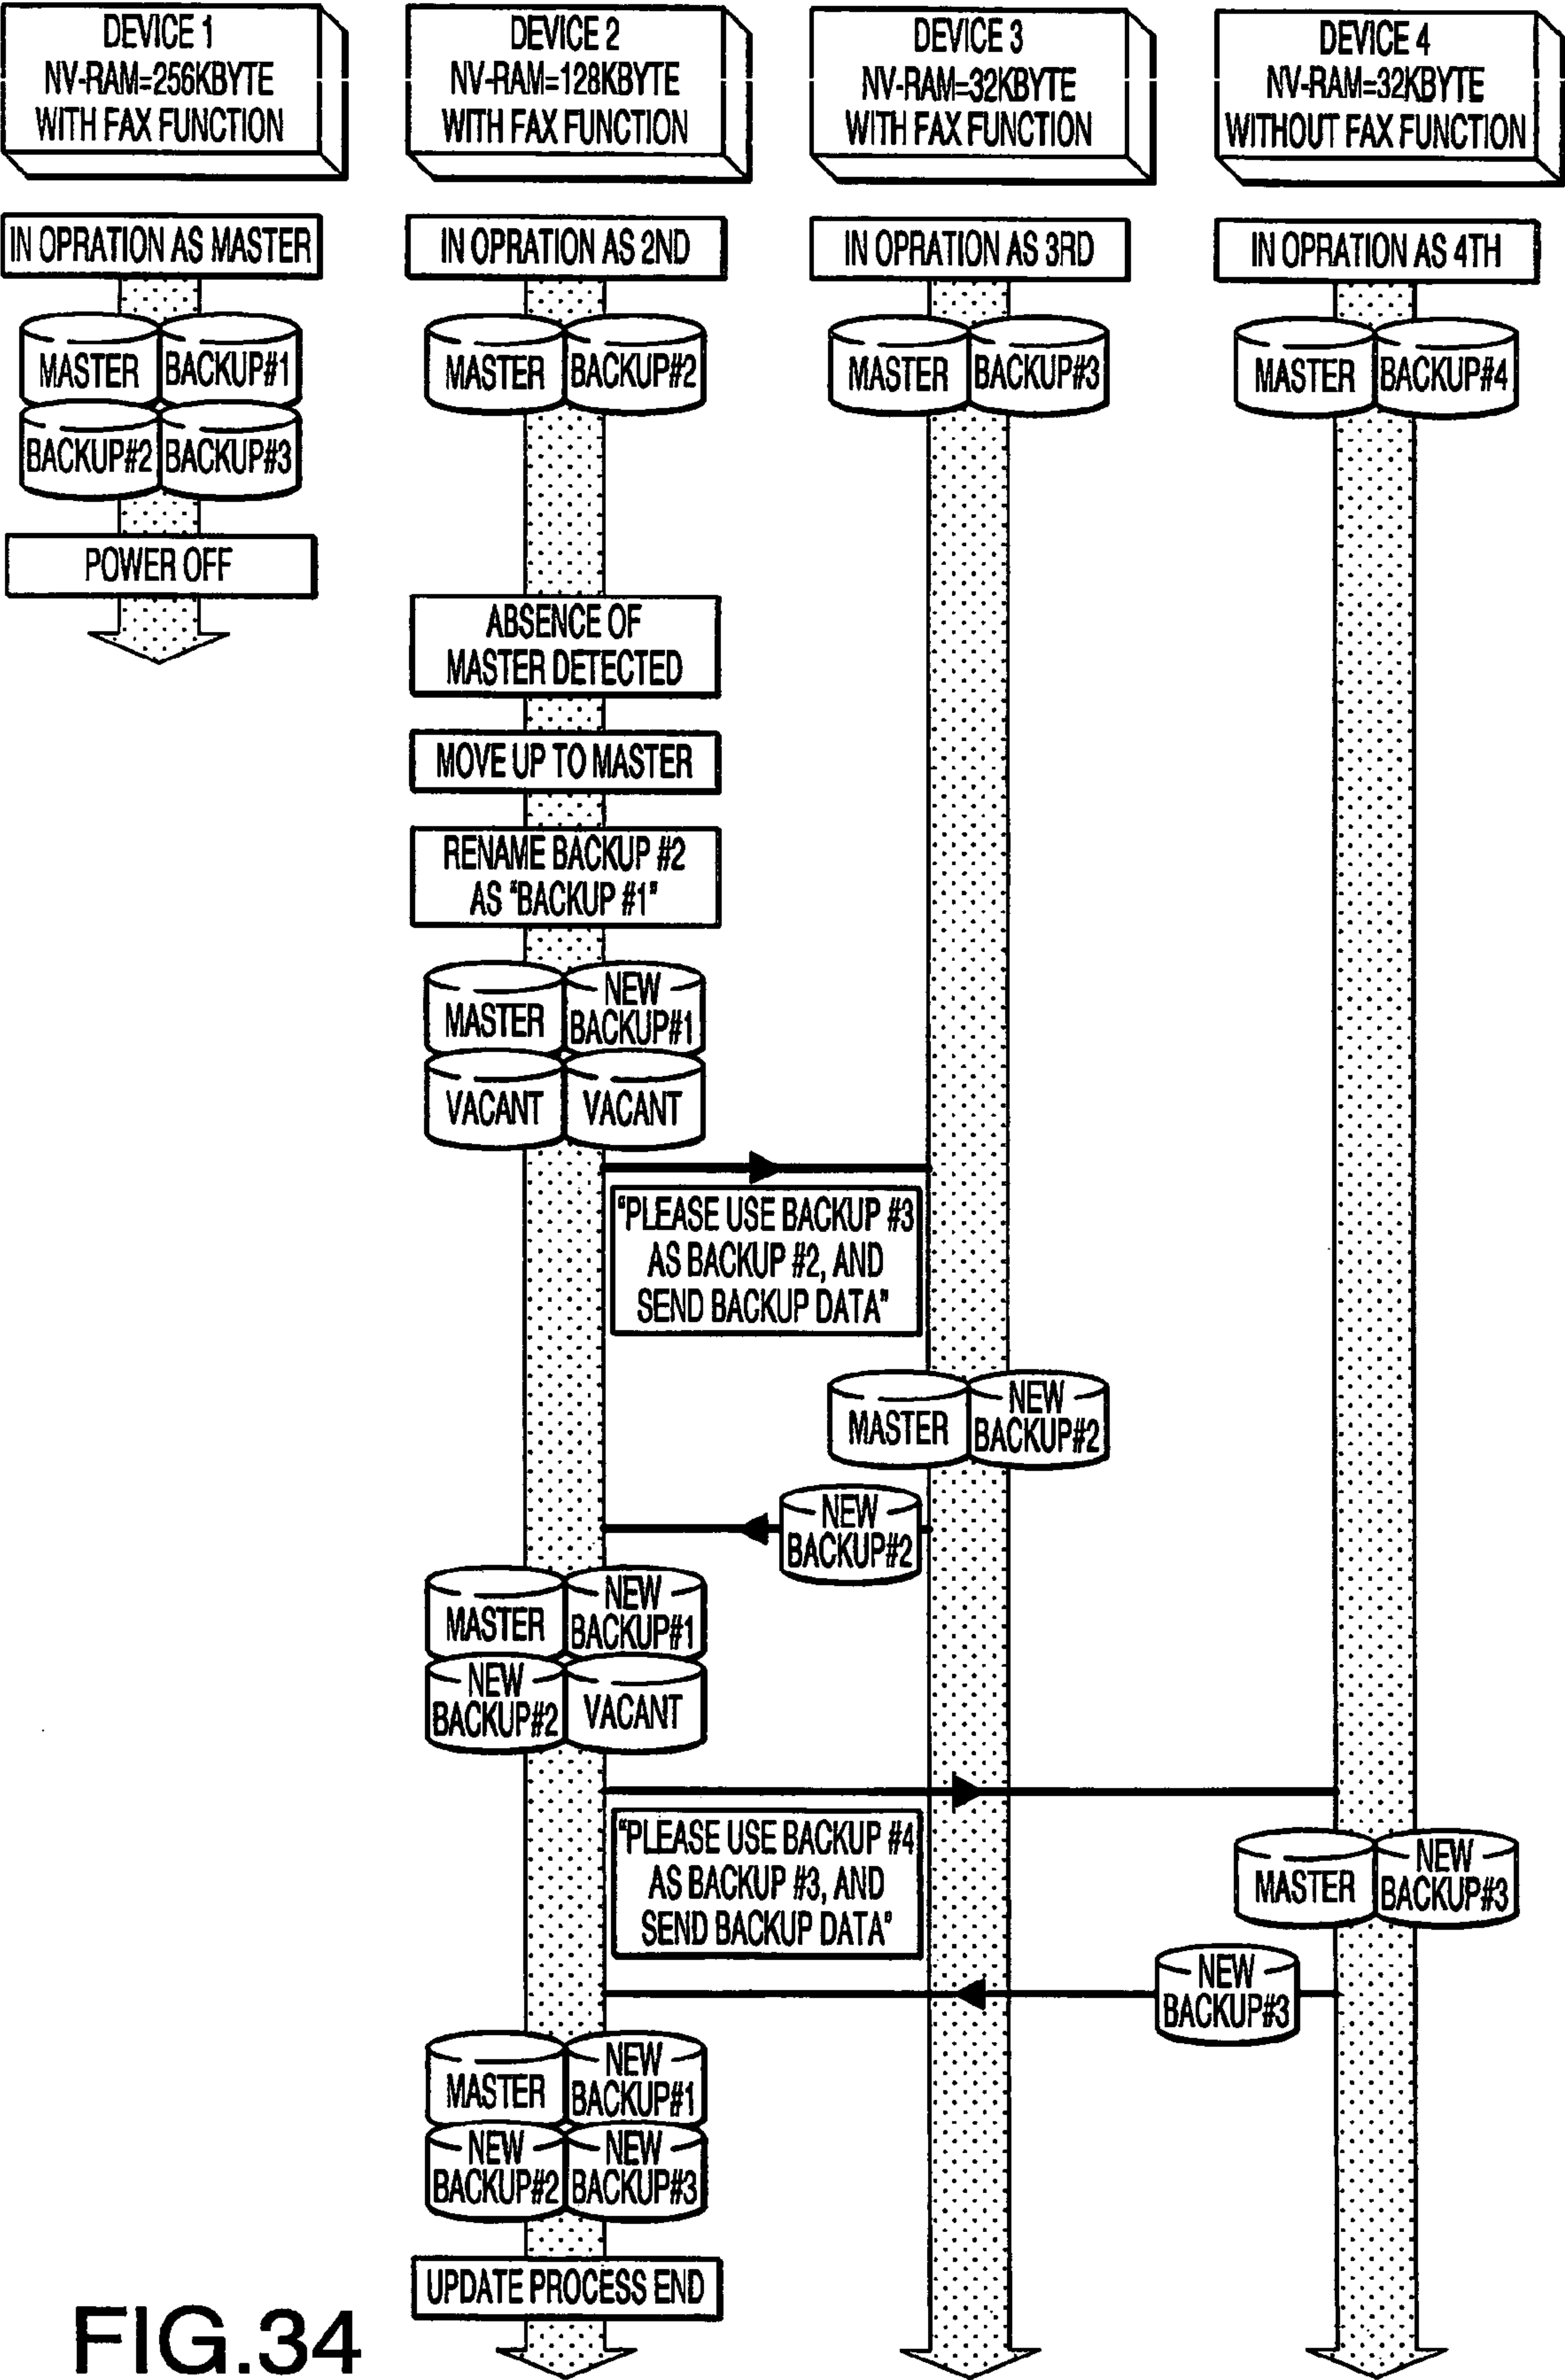 DEVICE 1
NV-RAM=256KBYTE
WITH FAX FUNCTION
DEVICE 2
NV-RAM=128KBYTE
WITH FAX FUNCTION
DEVICE 3
NV-RAM=32KBYTE
WITH FAX FUNCTION
DEVICE 4
NV-RAM=32KBYTE
WITHOUT FAX FUNCTION
IN OPRATION AS MASTER
IN OPRATION AS 2ND
IN OPRATION AS 3RD
IN OPRATION AS 4TH
MASTER
BACKUP#1
BACKUP#2
BACKUP#3
MASTER
BACKUP#2
MASTER
BACKUP#3
MASTER
BACKUP#4
POWER OFF
ABSENCE OF
MASTER DETECTED
MOVE UP TO MASTER
RENAME BACKUP #2
AS "BACKUP #1"
MASTER
NEW
BACKUP#1
VACANT
VACANT
"PLEASE USE BACKUP #3
AS BACKUP #2, AND
SEND BACKUP DATA"
MASTER
NEW
BACKUP#2
NEW
BACKUP#2
MASTER
NEW
BACKUP#1
NEW
BACKUP#2
VACANT
"PLEASE USE BACKUP #4
AS BACKUP #3, AND
SEND BACKUP DATA"
MASTER
NEW
BACKUP#3
NEW
BACKUP#3
MASTER
NEW
BACKUP#1
NEW
BACKUP#2
NEW
BACKUP#3
UPDATE PROCESS END
FIG.34